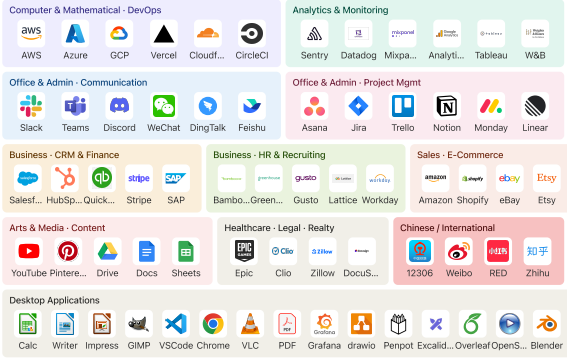 Computer & Mathematical · DevOps
aws
AWS Azure GCP Vercel Cloudf... CircleCI
Analytics & Monitoring
mixpanel
Sentry Datadog Mixpa... Analyti... Tableau W&B
Office & Admin · Communication
Slack Teams Discord WeChat DingTalk Feishu
Office & Admin · Project Mgmt
Asana Jira Trello Notion Monday Linear
Business · CRM & Finance
salesforce qb stripe SAP
Salesf... HubSp... Quick... Stripe SAP
Business · HR & Recruiting
greenhouse gusto Lattice workday
Bambo... Green... Gusto Lattice Workday
Sales · E-Commerce
amazon shopify ebay Etsy
Amazon Shopify eBay Etsy
Arts & Media · Content
YouTube Pintere... Drive Docs Sheets
Healthcare · Legal · Realty
EPIC GAMES Clio Zillow
Epic Clio Zillow DocuS...
Chinese / International
小红书 知乎
12306 Weibo RED Zhihu
Desktop Applications
PDF
Calc Writer Impress GIMP VSCode Chrome VLC PDF Grafana drawio Penpot Excalid... Overleaf OpenS... Blender